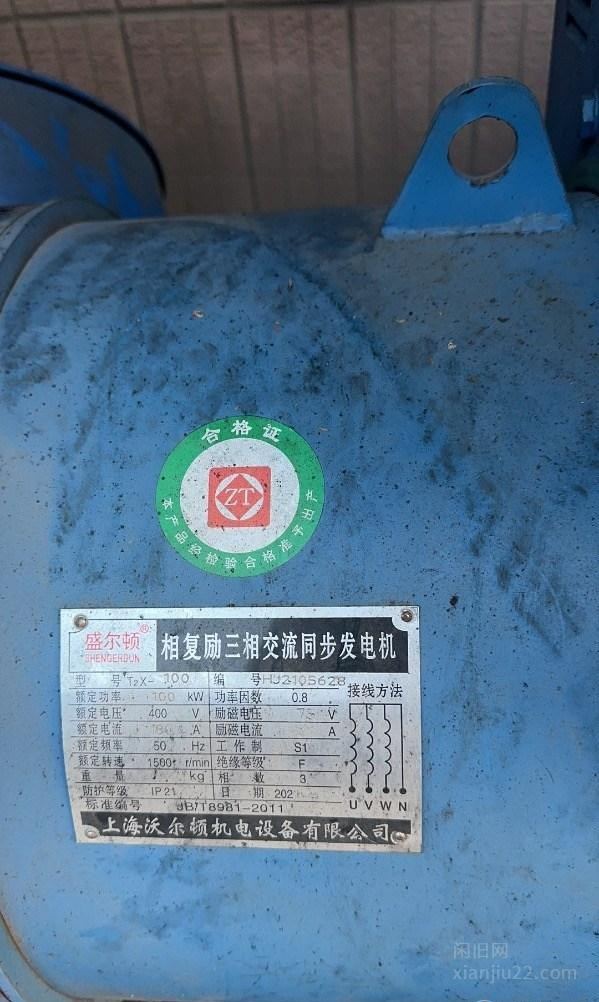 合格证
ZT
本产品经检验合格准予出产
盛尔顿®
SHENGERDUN
相复励三相交流同步发电机
型 号 T2X-100 编 号 HJ2105628
额定功率 100 kW 功率因数 0.8 接线方法
额定电压 400 V 励磁电压 V
额定电流 A 励磁电流 A
额定频率 50 Hz 工作制 S1
额定转速 1500 r/min 绝缘等级 F
重 量 kg 相 数 3
防护等级 IP21 日 期 202
标准编号 JB/T8981-2011
U V W N
上海沃尔顿机电设备有限公司
闲旧网
xianjiu22.com